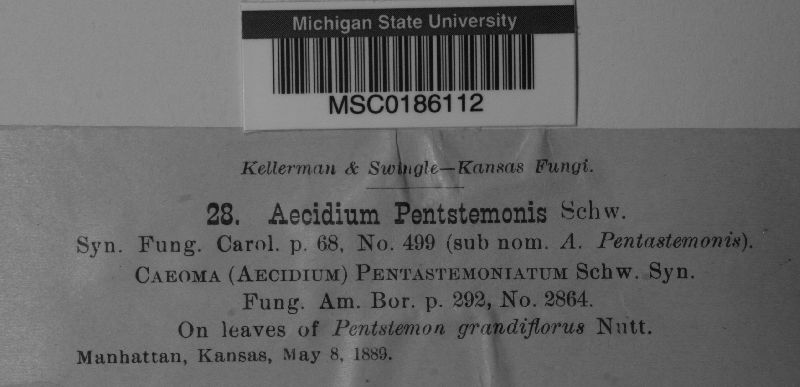 Michigan State University
MSC0186112
Kellerman & Swingle—Kansas Fungi.
28. Aecidium Pentstemonis Schw.
Syn. Fung. Carol. p. 68, No. 499 (sub nom. A. Pentastemonis).
CAEOMA (AECIDIUM) PENTASTEMONIATUM Schw. Syn.
Fung. Am. Bor. p. 292, No. 2864.
On leaves of Pentstemon grandiflorus Nutt.
Manhattan, Kansas, May 8, 1889.